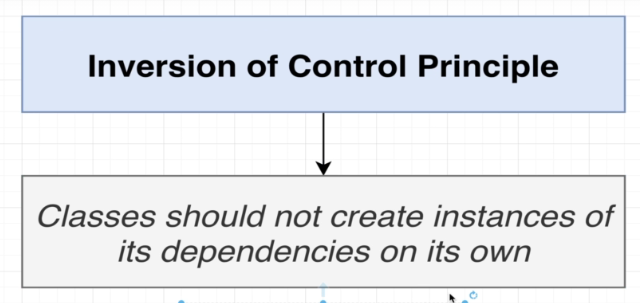 Inversion of Control Principle
Classes should not create instances of
its dependencies on its own